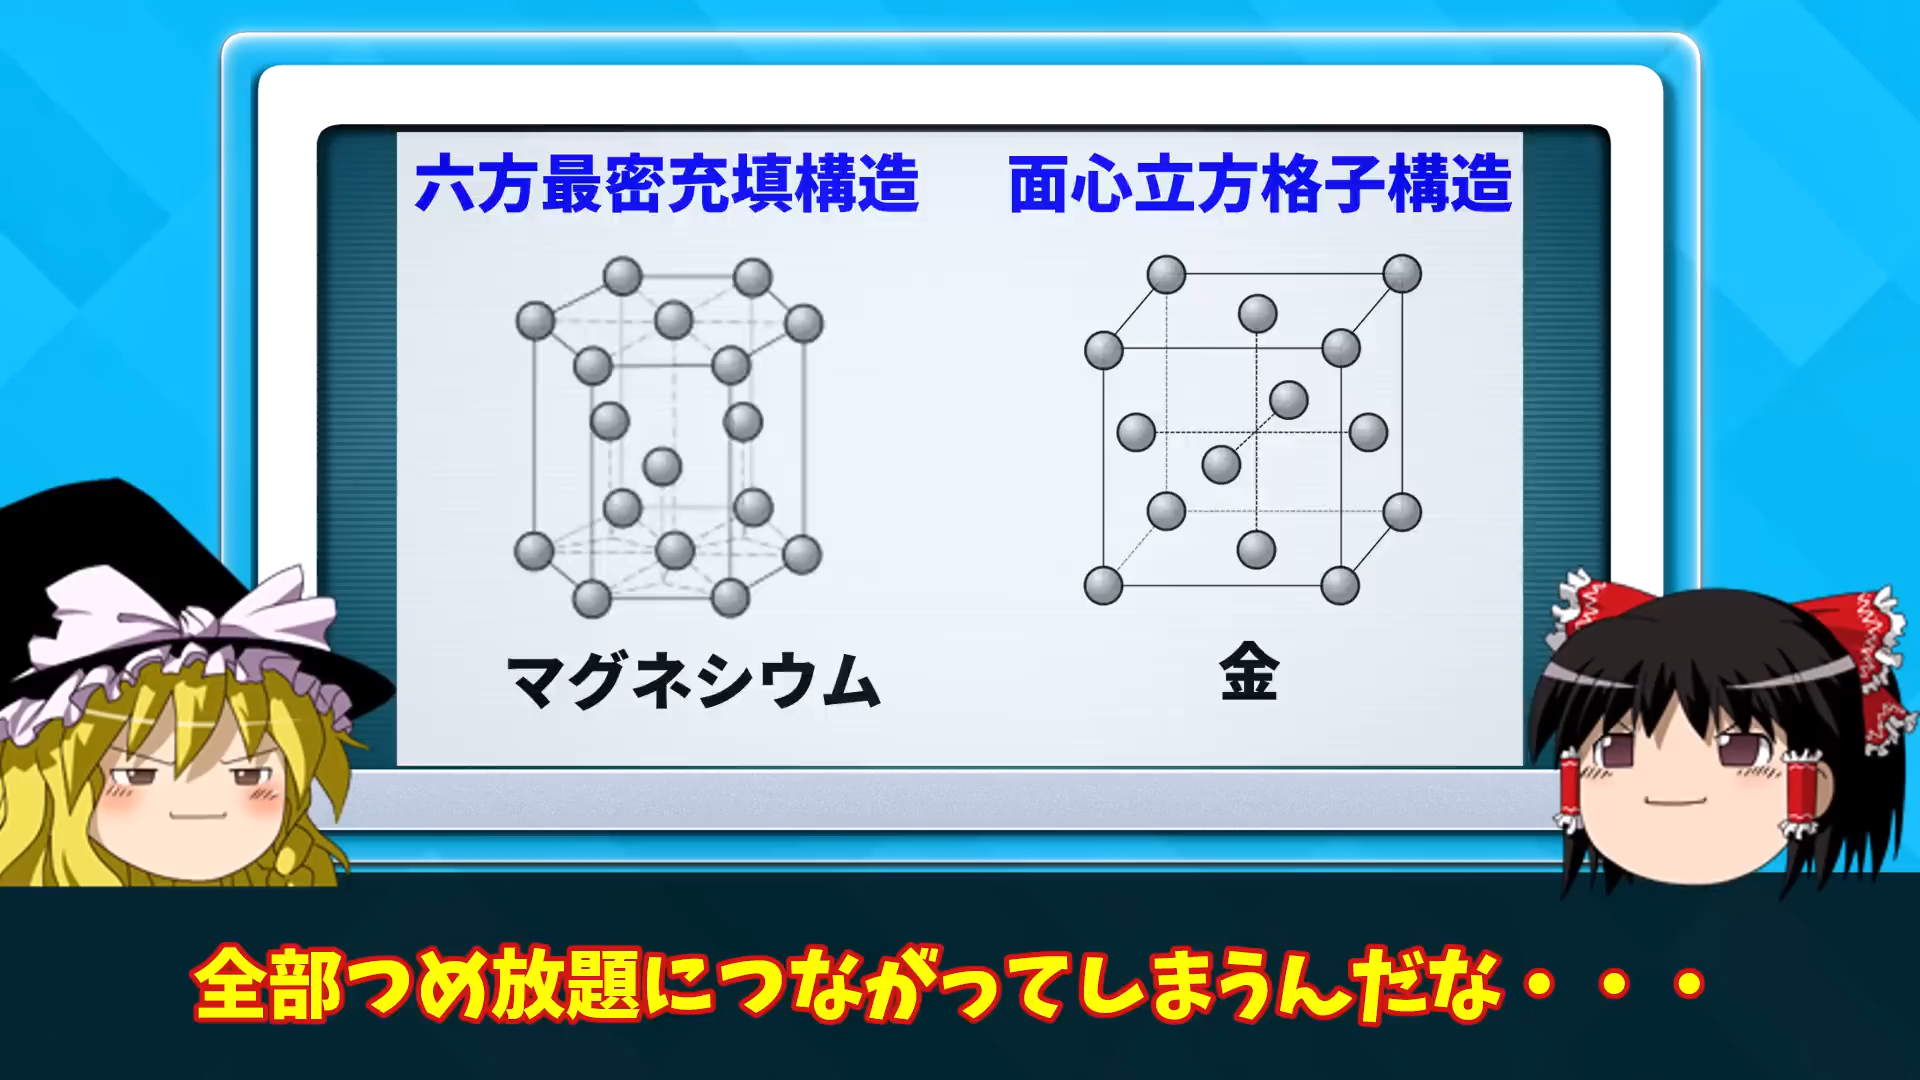 六方最密充填構造
面心立方格子構造
マグネシウム
金
全部つめ放題につながってしまうんだな・・・